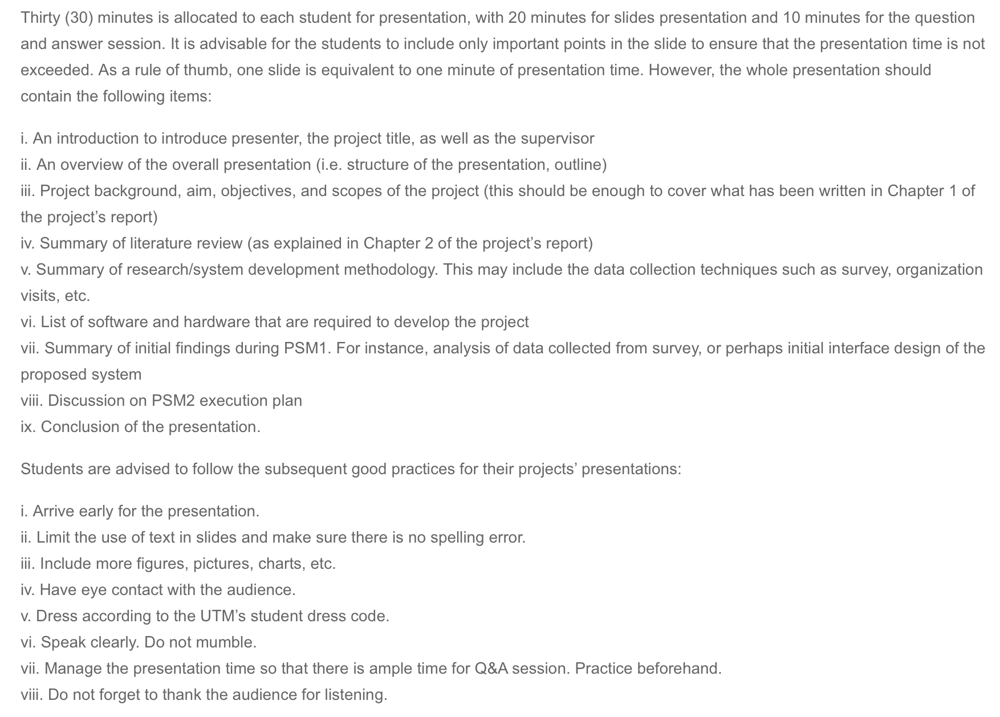 Thirty (30) minutes is allocated to each student for presentation, with 20 minutes for slides presentation and 10 minutes for the question
and answer session. It is advisable for the students to include only important points in the slide to ensure that the presentation time is not
exceeded. As a rule of thumb, one slide is equivalent to one minute of presentation time. However, the whole presentation should
contain the following items:
i. An introduction to introduce presenter, the project title, as well as the supervisor
ii. An overview of the overall presentation (i.e. structure of the presentation, outline)
iii. Project background, aim, objectives, and scopes of the project (this should be enough to cover what has been written in Chapter 1 of
the project’s report)
iv. Summary of literature review (as explained in Chapter 2 of the project’s report)
v. Summary of research/system development methodology. This may include the data collection techniques such as survey, organization
visits, etc.
vi. List of software and hardware that are required to develop the project
vii. Summary of initial findings during PSM1. For instance, analysis of data collected from survey, or perhaps initial interface design of the
proposed system
viii. Discussion on PSM2 execution plan
ix. Conclusion of the presentation.
Students are advised to follow the subsequent good practices for their projects’ presentations:
i. Arrive early for the presentation.
ii. Limit the use of text in slides and make sure there is no spelling error.
iii. Include more figures, pictures, charts, etc.
iv. Have eye contact with the audience.
v. Dress according to the UTM’s student dress code.
vi. Speak clearly. Do not mumble.
vii. Manage the presentation time so that there is ample time for Q&A session. Practice beforehand.
viii. Do not forget to thank the audience for listening.